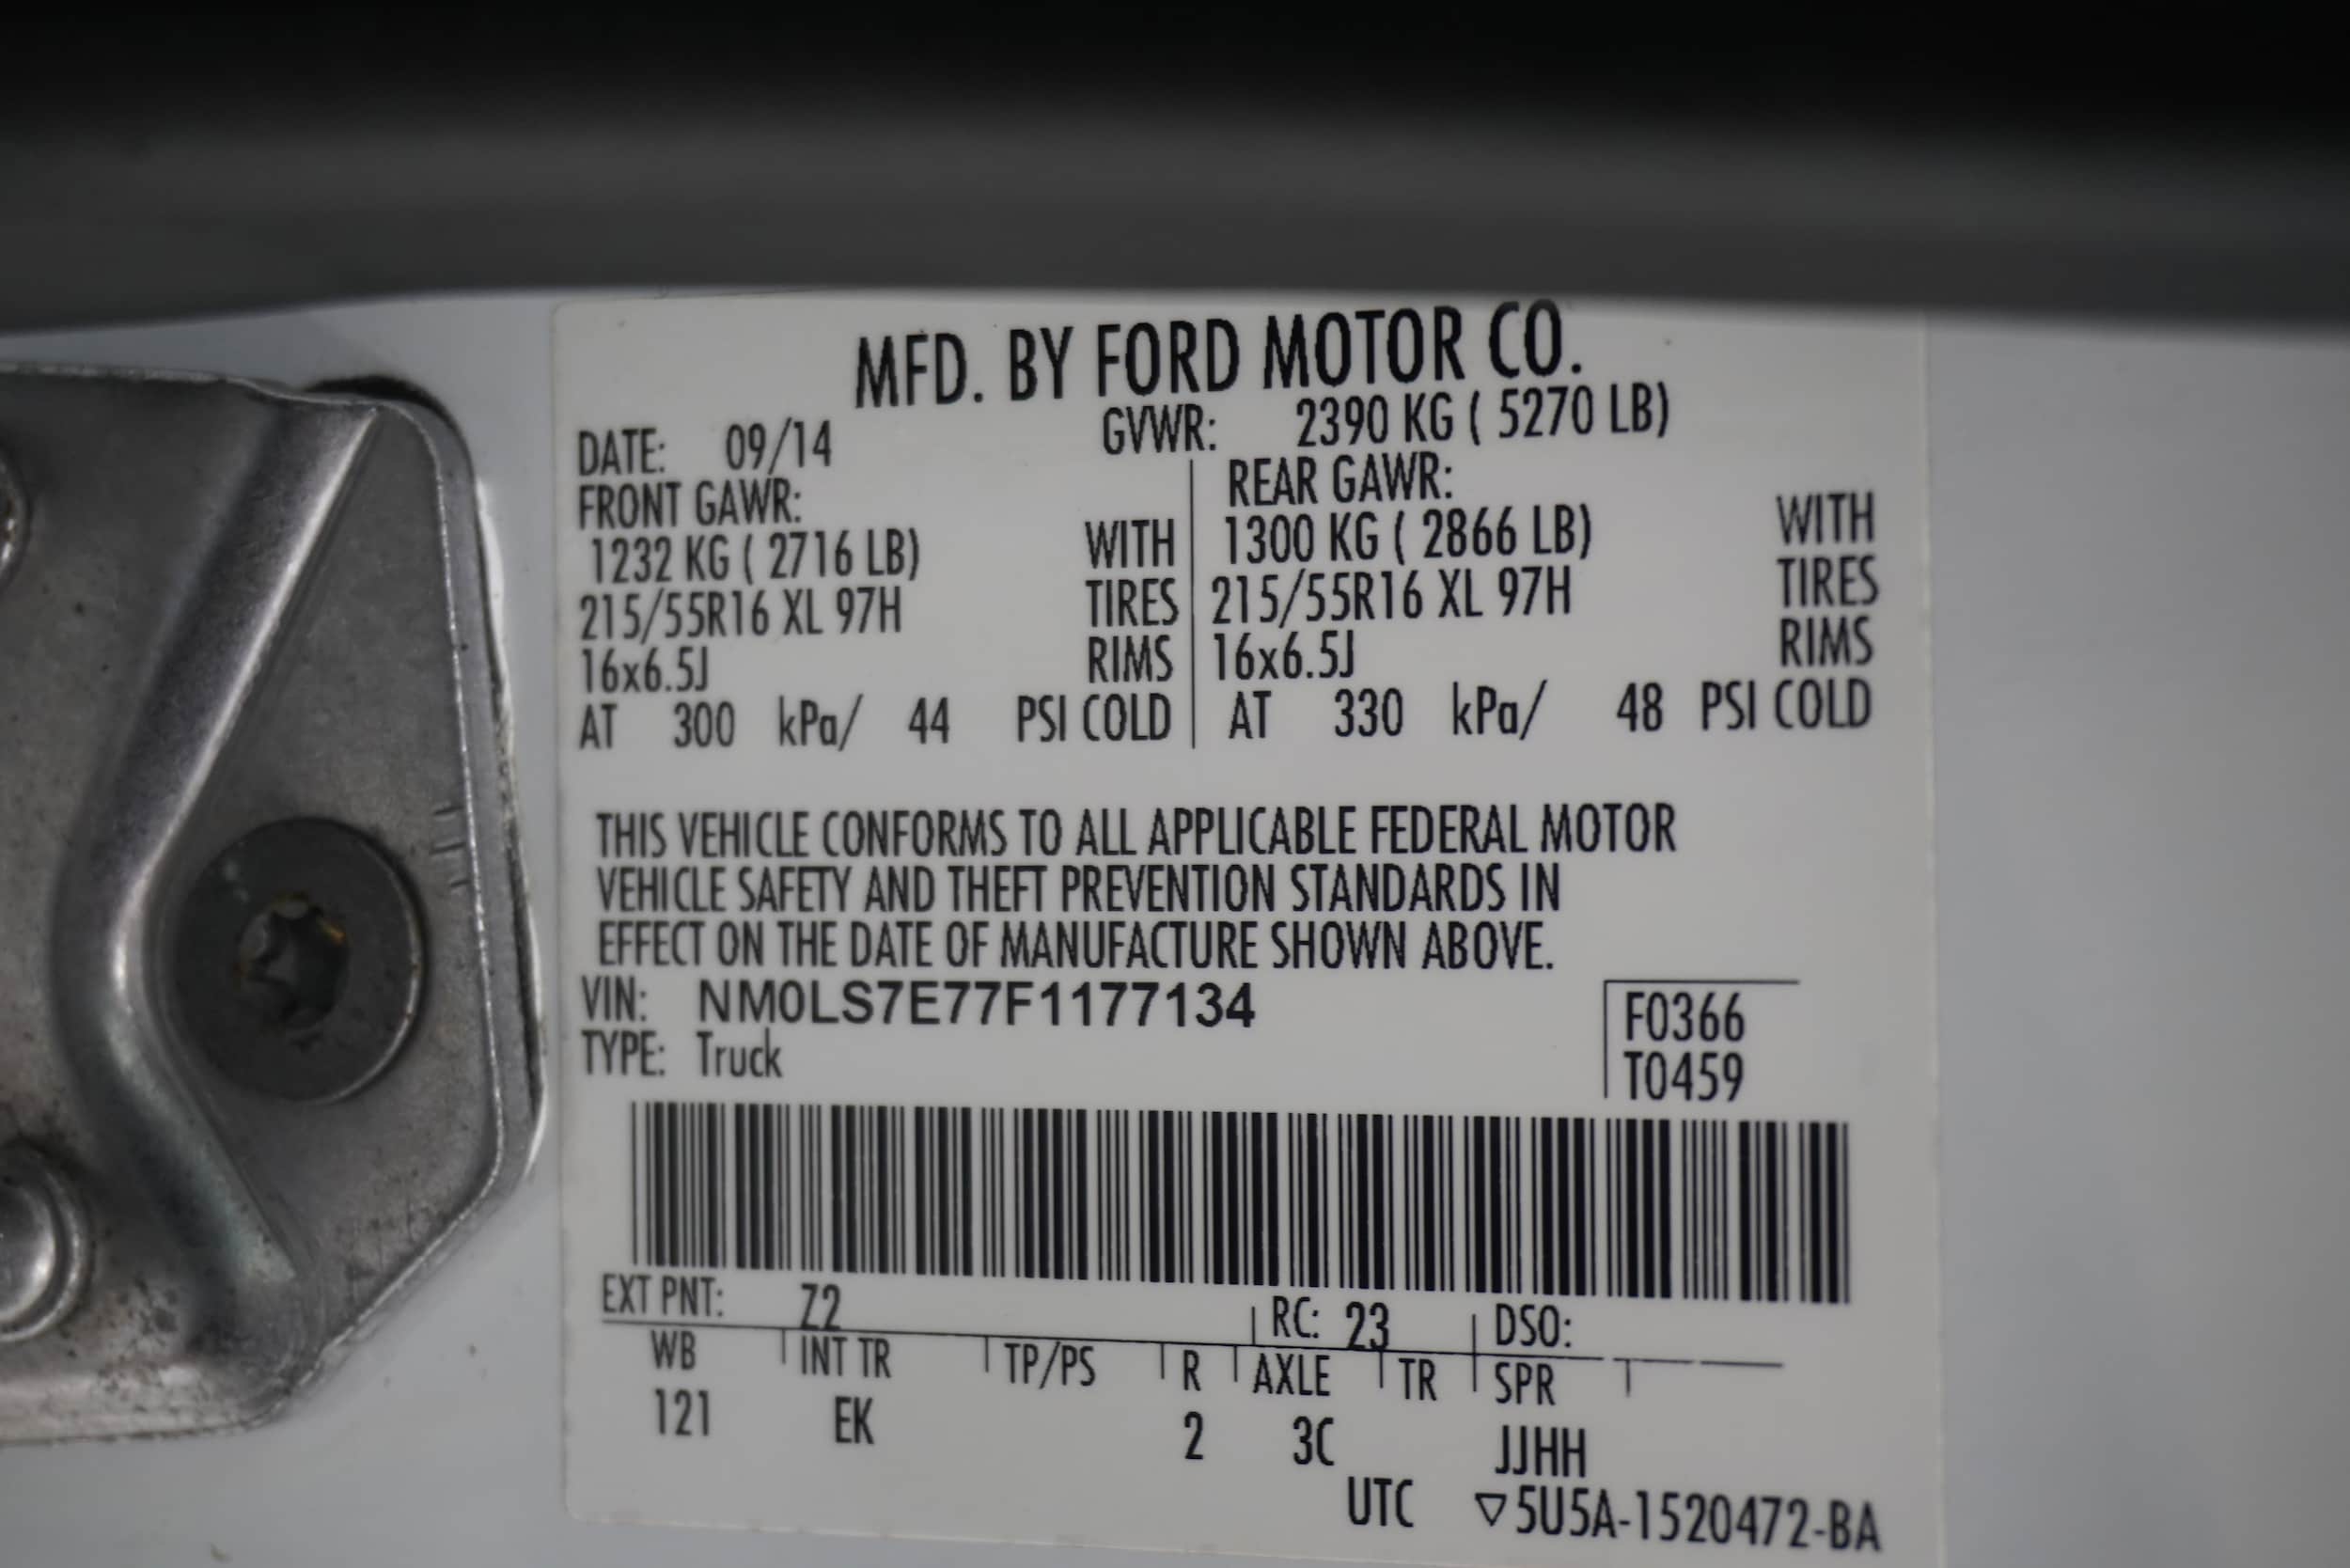 MFD. BY FORD MOTOR CO.
DATE: 09/14 GVWR: 2390 KG ( 5270 LB)
FRONT GAWR: REAR GAWR:
1232 KG ( 2716 LB) WITH 1300 KG ( 2866 LB) WITH
215/55R16 XL 97H TIRES 215/55R16 XL 97H TIRES
16x6.5J RIMS 16x6.5J RIMS
AT 300 kPa/ 44 PSI COLD AT 330 kPa/ 48 PSI COLD
THIS VEHICLE CONFORMS TO ALL APPLICABLE FEDERAL MOTOR
VEHICLE SAFETY AND THEFT PREVENTION STANDARDS IN
EFFECT ON THE DATE OF MANUFACTURE SHOWN ABOVE.
VIN: NM0LS7E77F1177134 F0366
TYPE: Truck T0459
EXT PNT: Z2 RC: 23 DSO:
WB INT TR TP/PS R AXLE TR SPR
121 EK 2 3C JJHH
UTC ▽5U5A-1520472-BA